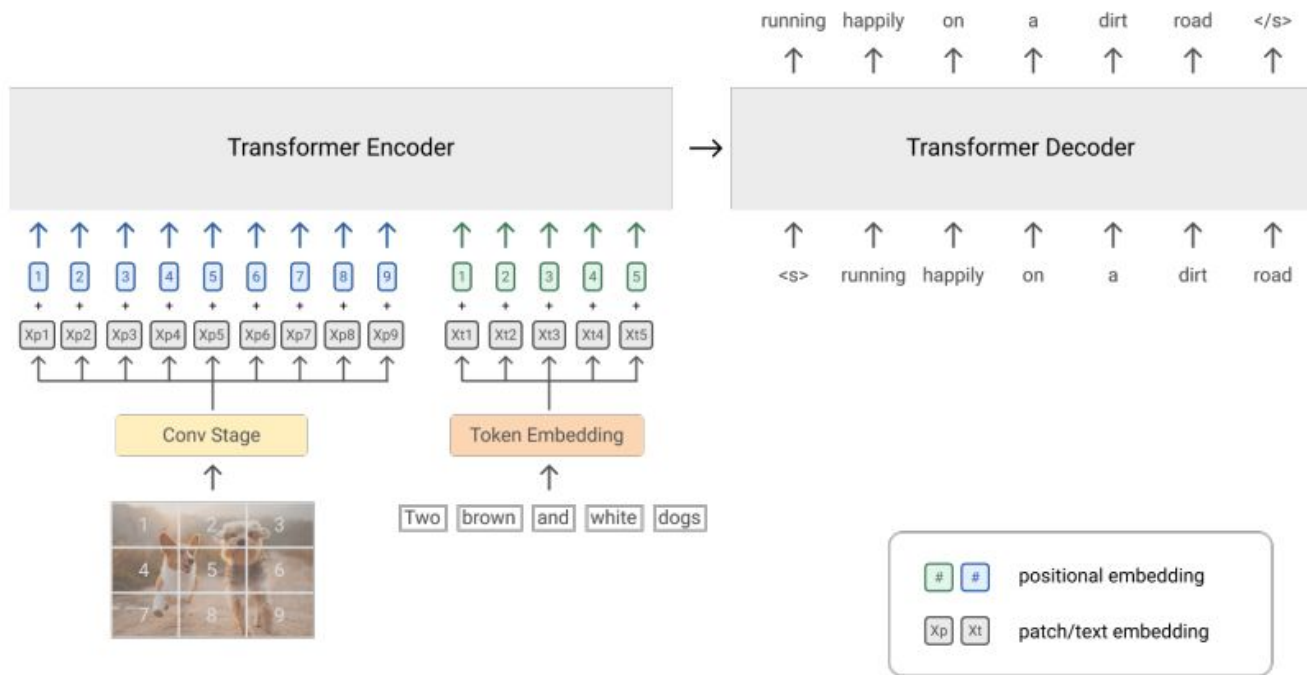 running happily on a dirt road </s>
Transformer Encoder
Transformer Decoder
1 2 3 4 5 6 7 8 9
1 2 3 4 5
<s> running happily on a dirt road
+ + + + + + + + +
+ + + + +
Xp1 Xp2 Xp3 Xp4 Xp5 Xp6 Xp7 Xp8 Xp9
Xt1 Xt2 Xt3 Xt4 Xt5
Conv Stage
Token Embedding
Two brown and white dogs
1 2 3
4 5 6
7 8 9
# # positional embedding
Xp Xt patch/text embedding